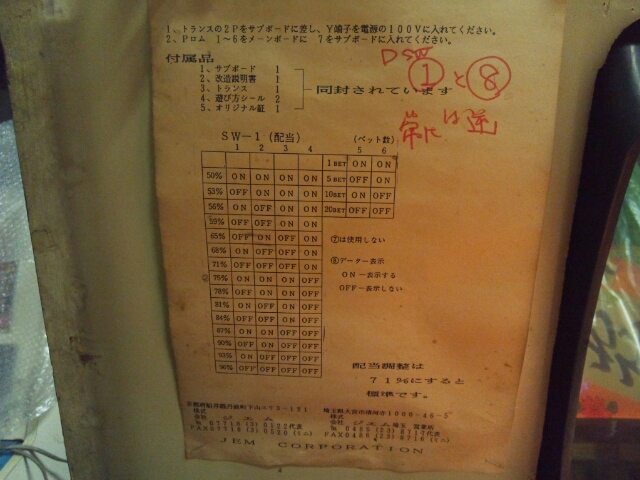 1、トランスの2Pをサブボードに差し、Y端子を電源の100Vに入れてください。
2、Pロム 1〜6をメーンボードに 7をサブボードに入れてください。
付属品
1、サブボード 1
2、改造説明書 1
3、トランス 1
4、遊び方シール 2
5、オリジナル証 1
同封されています
DSW
①と⑧
常には逆
SW-1(配当)
1 2 3 4
50% ON ON ON ON
53% OFF ON ON ON
56% ON OFF ON ON
59% OFF OFF ON ON
65% OFF ON OFF ON
68% ON OFF OFF ON
71% OFF OFF OFF ON
75% ON ON ON OFF
78% OFF ON ON OFF
81% ON OFF ON OFF
84% OFF OFF ON OFF
87% ON ON OFF OFF
90% OFF ON OFF OFF
93% ON OFF OFF OFF
96% OFF OFF OFF OFF
(ベット数)
5 6
1BET ON ON
5BET OFF ON
10BET ON OFF
20BET OFF OFF
⑦は使用しない
⑧データー表示
ON―表示する
OFF―表示しない
配当調整は
71%にすると
標準です。
株式会社 ジエム
JEM CORPORATION